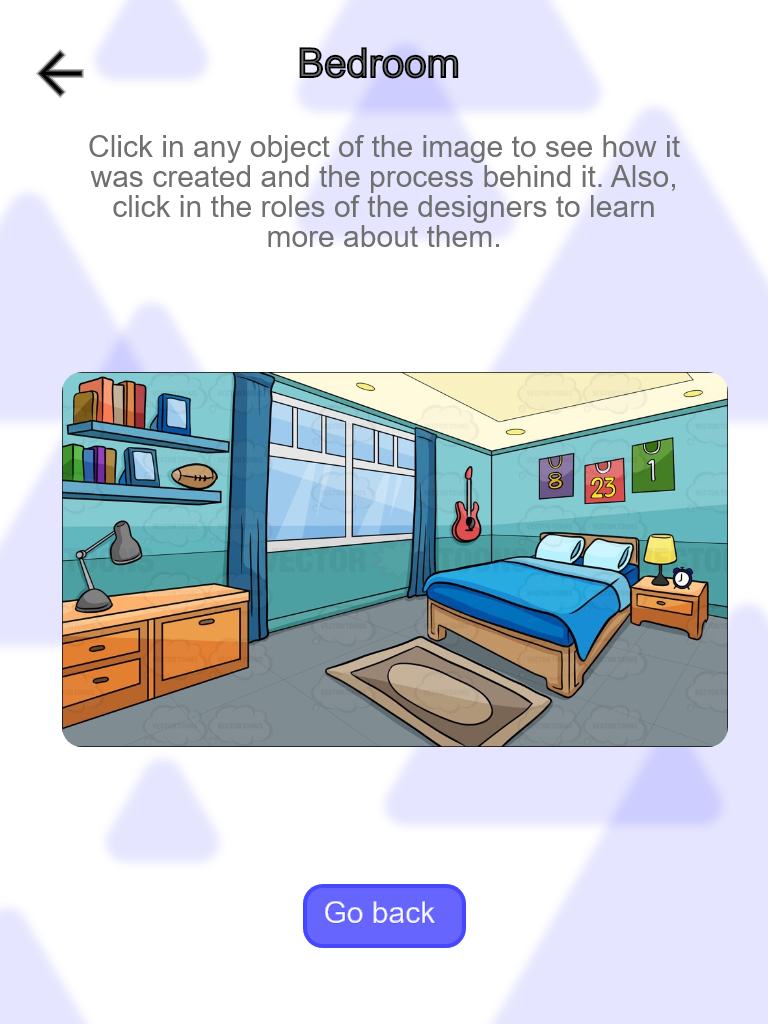 Bedroom
Click in any object of the image to see how it
was created and the process behind it. Also,
click in the roles of the designers to learn
more about them.
8
23
1
VECTOR
TOONS
Go back